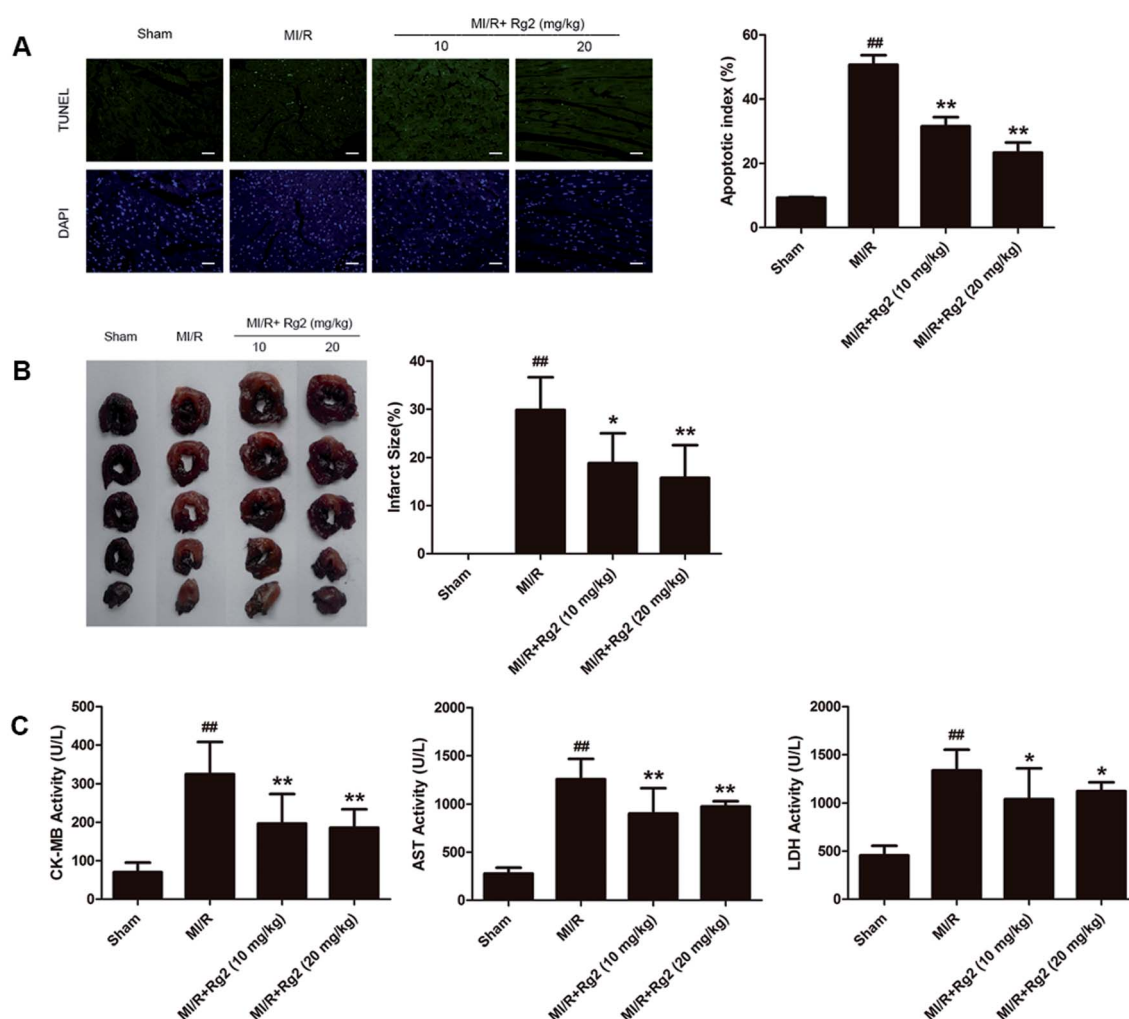 A
Sham
MI/R
MI/R+ Rg2 (mg/kg)
10
20
TUNEL
DAPI
Apoptotic index (%)
60
40
20
0
##
**
**
Sham
MI/R
MI/R+Rg2 (10 mg/kg)
MI/R+Rg2 (20 mg/kg)
B
Sham
MI/R
MI/R+ Rg2 (mg/kg)
10
20
Infarct Size(%)
40
30
20
10
0
##
*
**
Sham
MI/R
MI/R+Rg2 (10 mg/kg)
MI/R+Rg2 (20 mg/kg)
C
CK-MB Activity (U/L)
500
400
300
200
100
0
##
**
**
Sham
MI/R
MI/R+Rg2 (10 mg/kg)
MI/R+Rg2 (20 mg/kg)
AST Activity (U/L)
2000
1500
1000
500
0
##
**
**
Sham
MI/R
MI/R+Rg2 (10 mg/kg)
MI/R+Rg2 (20 mg/kg)
LDH Activity (U/L)
2000
1500
1000
500
0
##
*
*
Sham
MI/R
MI/R+Rg2 (10 mg/kg)
MI/R+Rg2 (20 mg/kg)